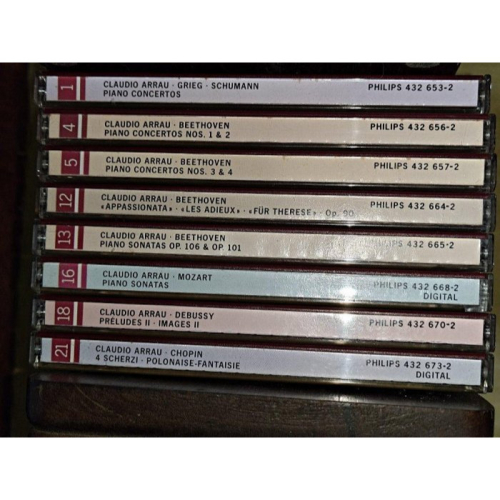 1 CLAUDIO ARRAU · GRIEG · SCHUMANN PHILIPS 432 653-2
PIANO CONCERTOS
4 CLAUDIO ARRAU · BEETHOVEN PHILIPS 432 656-2
PIANO CONCERTOS NOS. 1 & 2
5 CLAUDIO ARRAU · BEETHOVEN PHILIPS 432 657-2
PIANO CONCERTOS NOS. 3 & 4
12 CLAUDIO ARRAU · BEETHOVEN PHILIPS 432 664-2
«APPASSIONATA» · «LES ADIEUX» · «FÜR THERESE» · Op. 90
13 CLAUDIO ARRAU · BEETHOVEN PHILIPS 432 665-2
PIANO SONATAS OP. 106 & OP 101
16 CLAUDIO ARRAU · MOZART PHILIPS 432 668-2
PIANO SONATAS DIGITAL
18 CLAUDIO ARRAU · DEBUSSY PHILIPS 432 670-2
PRÉLUDES II · IMAGES II
21 CLAUDIO ARRAU · CHOPIN PHILIPS 432 673-2
4 SCHERZI · POLONAISE-FANTAISIE DIGITAL